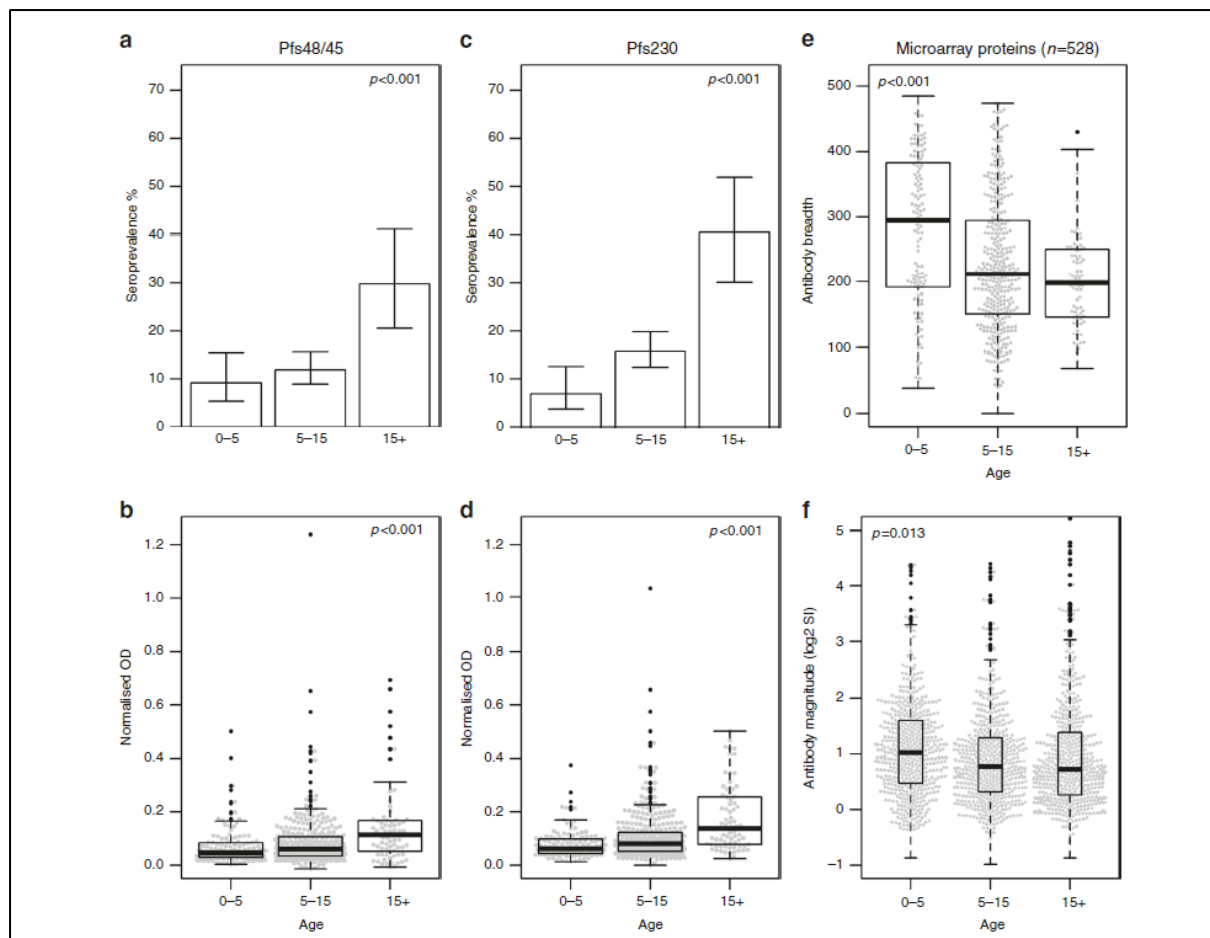 a
Pfs48/45
p<0.001
Seroprevalence %
70
60
50
40
30
20
10
0
0–5
5–15
15+
c
Pfs230
p<0.001
Seroprevalence %
70
60
50
40
30
20
10
0
0–5
5–15
15+
e
Microarray proteins (n=528)
p<0.001
Antibody breadth
500
400
300
200
100
0
0–5
5–15
15+
Age
b
p<0.001
Normalised OD
1.2
1.0
0.8
0.6
0.4
0.2
0.0
0–5
5–15
15+
Age
d
p<0.001
Normalised OD
1.2
1.0
0.8
0.6
0.4
0.2
0.0
0–5
5–15
15+
Age
f
p=0.013
Antibody magnitude (log2 SI)
5
4
3
2
1
0
–1
0–5
5–15
15+
Age